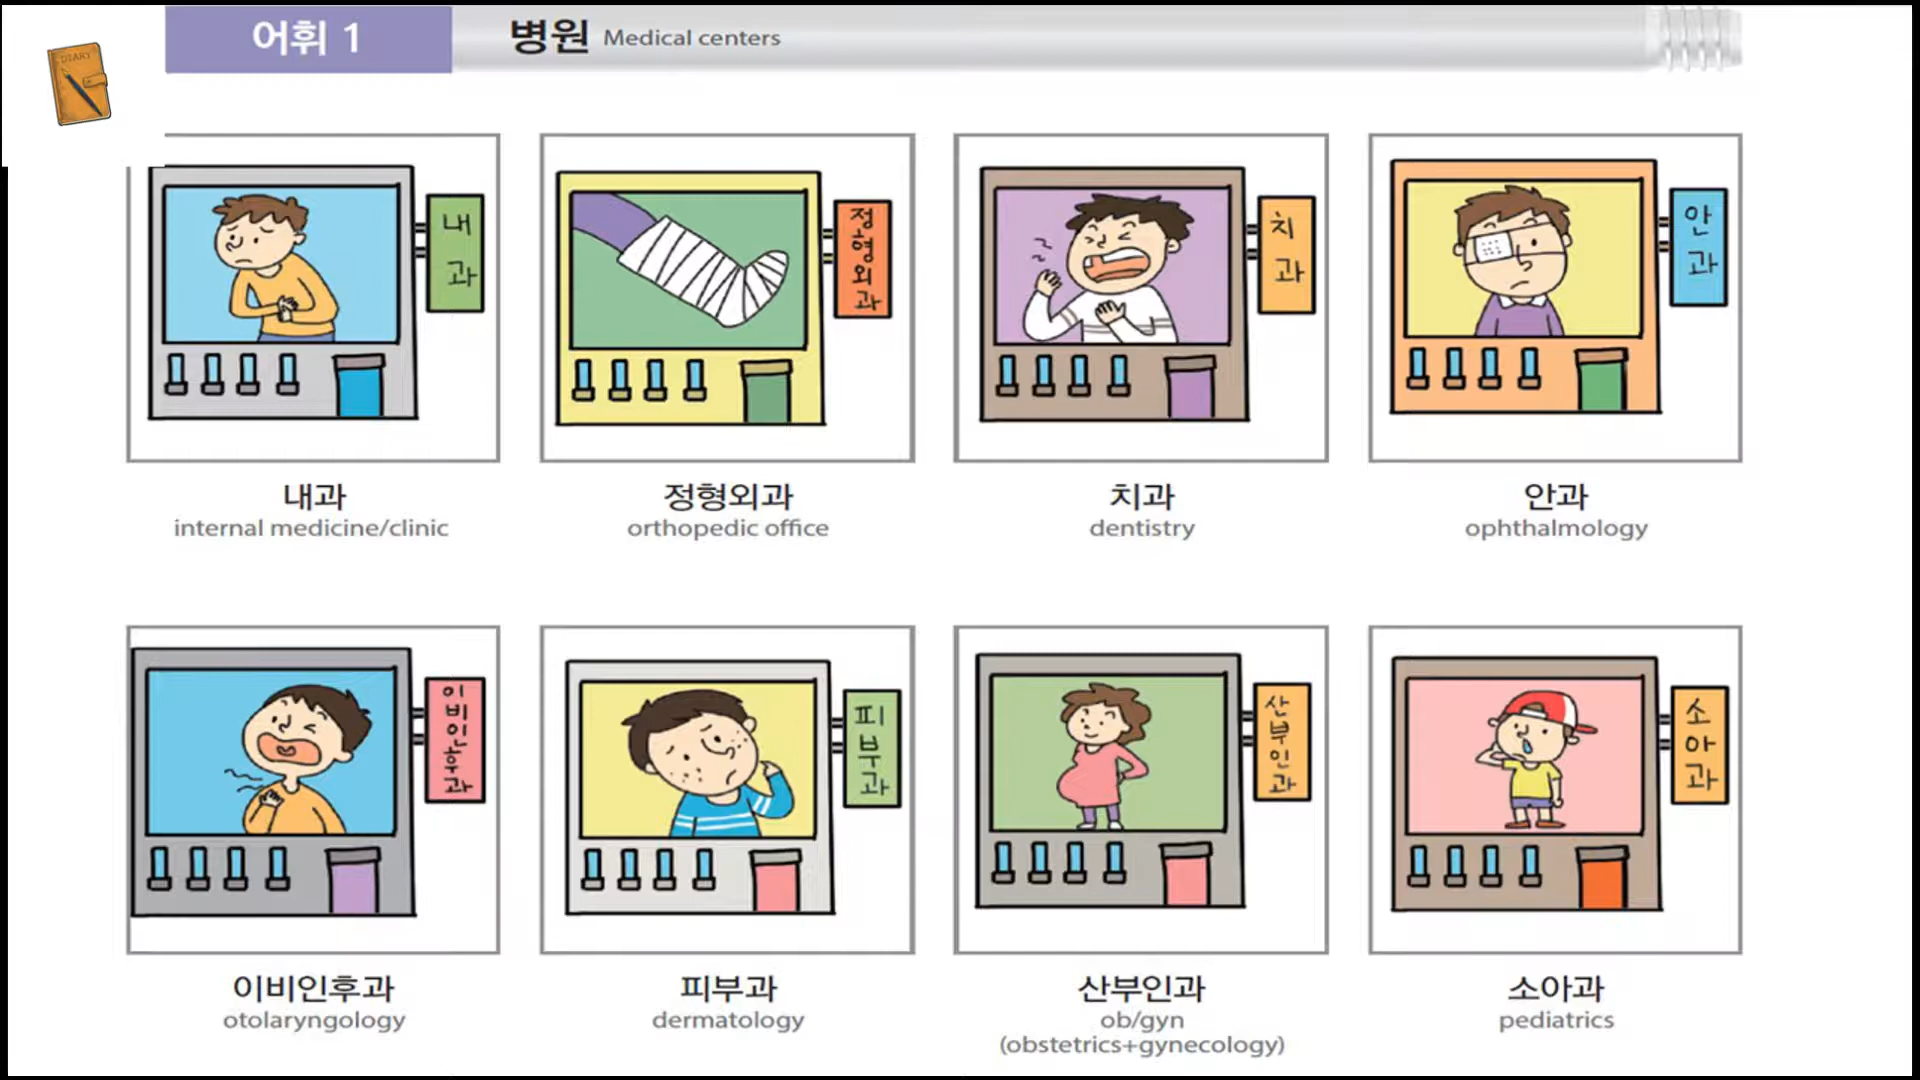 어휘 1
병원 Medical centers
DIARY
내과
정형외과
치과
안과
내과
internal medicine/clinic
정형외과
orthopedic office
치과
dentistry
안과
ophthalmology
이비인후과
피부과
산부인과
소아과
이비인후과
otolaryngology
피부과
dermatology
산부인과
ob/gyn
(obstetrics+gynecology)
소아과
pediatrics